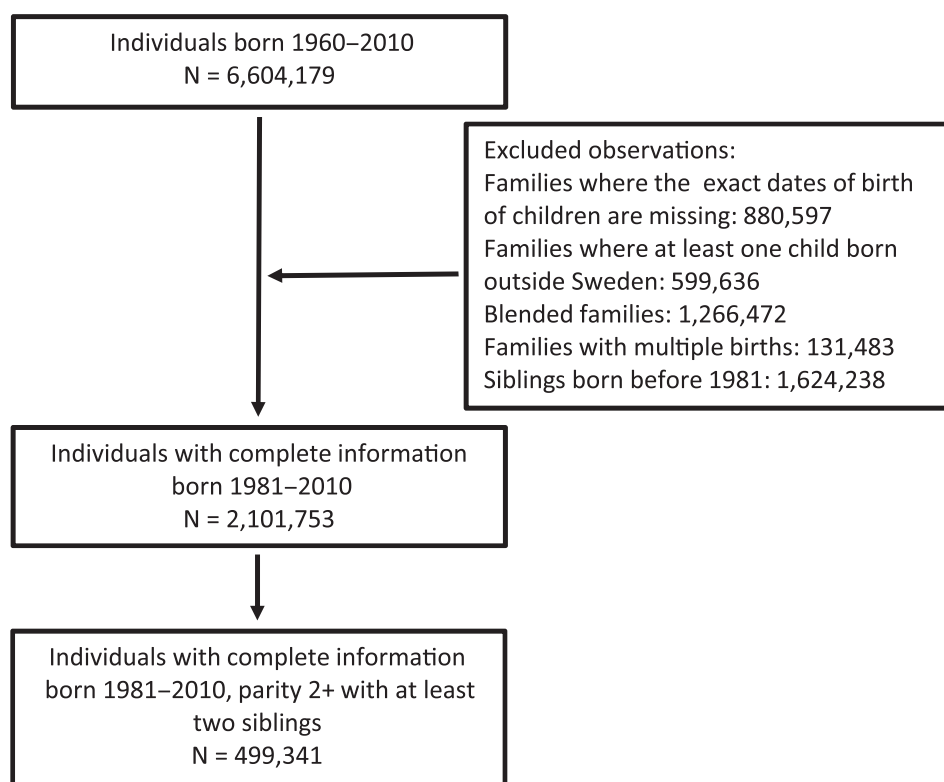 Individuals born 1960–2010
N = 6,604,179
Excluded observations:
Families where the exact dates of birth
of children are missing: 880,597
Families where at least one child born
outside Sweden: 599,636
Blended families: 1,266,472
Families with multiple births: 131,483
Siblings born before 1981: 1,624,238
Individuals with complete information
born 1981–2010
N = 2,101,753
Individuals with complete information
born 1981–2010, parity 2+ with at least
two siblings
N = 499,341